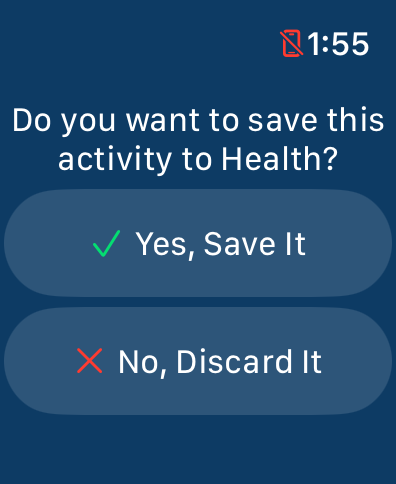 1:55
Do you want to save this
activity to Health?
Yes, Save It
No, Discard It